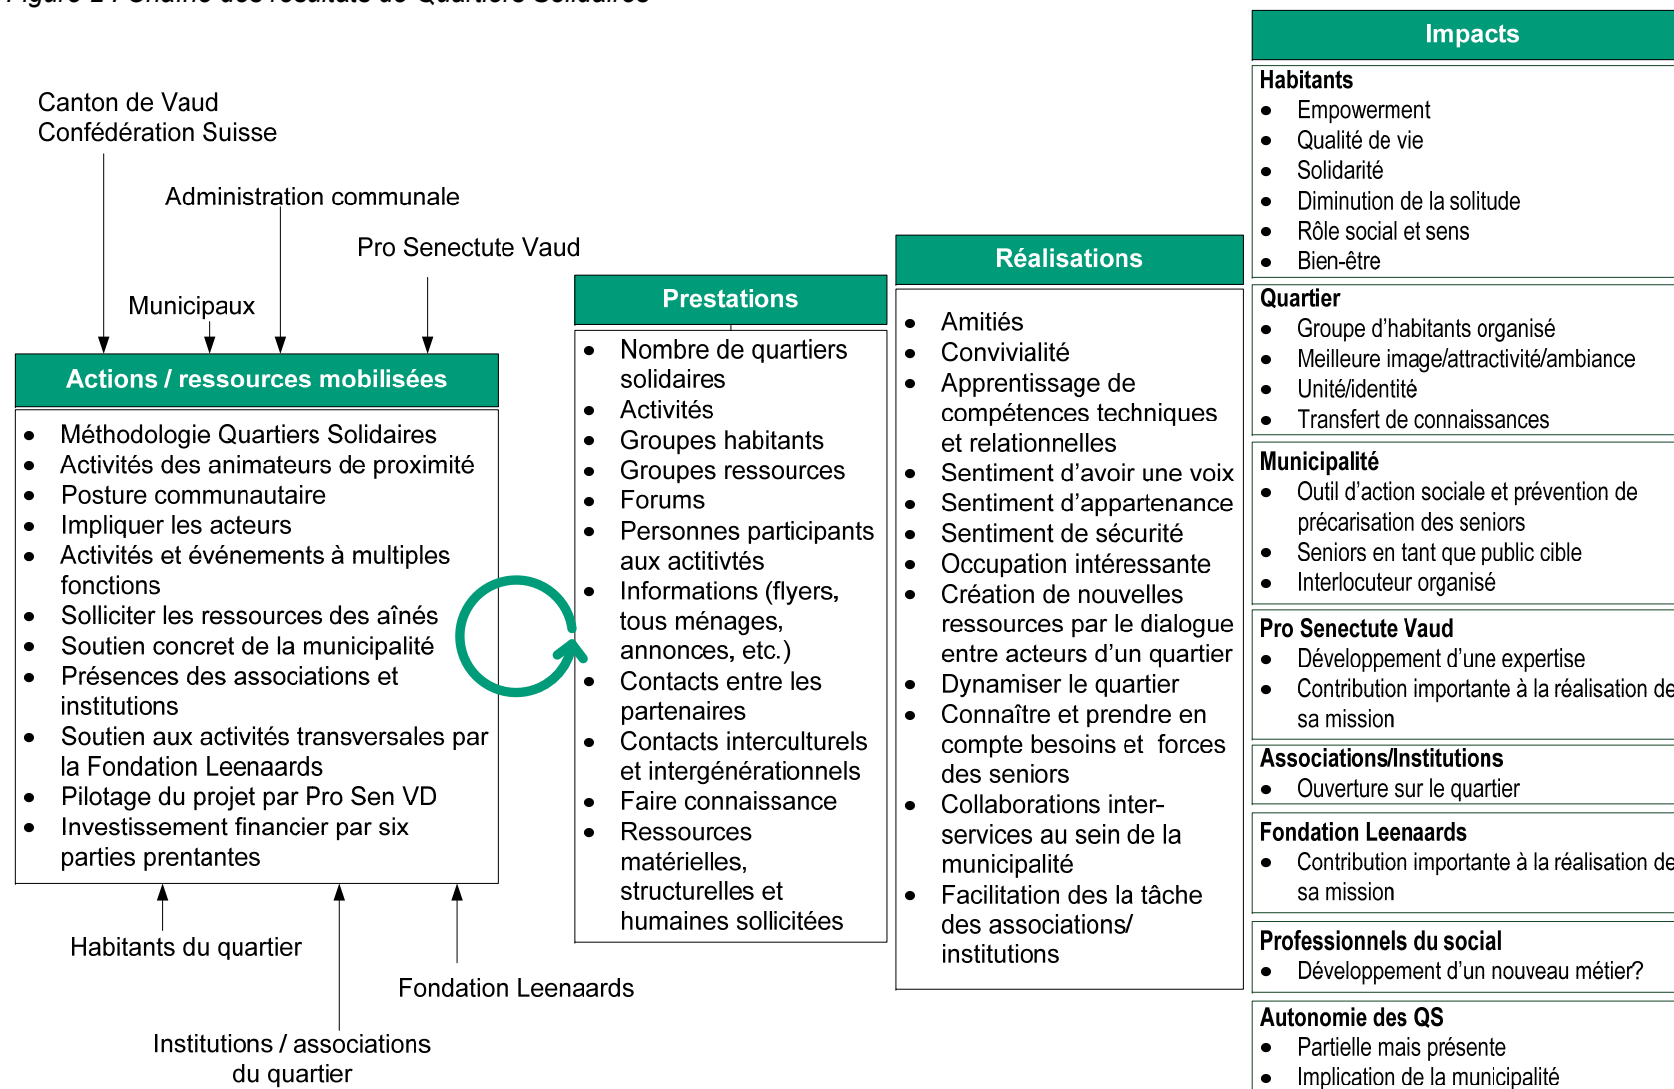 Figure 2 : Chaîne des résultats de Quartiers Solidaires
Canton de Vaud
Confédération Suisse
Administration communale
Pro Senectute Vaud
Municipaux
Actions / ressources mobilisées
• Méthodologie Quartiers Solidaires
• Activités des animateurs de proximité
• Posture communautaire
• Impliquer les acteurs
• Activités et événements à multiples
fonctions
• Solliciter les ressources des aînés
• Soutien concret de la municipalité
• Présences des associations et
institutions
• Soutien aux activités transversales par
la Fondation Leenaards
• Pilotage du projet par Pro Sen VD
• Investissement financier par six
parties prentantes
Habitants du quartier
Fondation Leenaards
Institutions / associations
du quartier
Prestations
• Nombre de quartiers
solidaires
• Activités
• Groupes habitants
• Groupes ressources
• Forums
• Personnes participants
aux actitivtés
• Informations (flyers,
tous ménages,
annonces, etc.)
• Contacts entre les
partenaires
• Contacts interculturels
et intergénérationnels
• Faire connaissance
• Ressources
matérielles,
structurelles et
humaines sollicitées
Réalisations
• Amitiés
• Convivialité
• Apprentissage de
compétences techniques
et relationnelles
• Sentiment d’avoir une voix
• Sentiment d’appartenance
• Sentiment de sécurité
• Occupation intéressante
• Création de nouvelles
ressources par le dialogue
entre acteurs d’un quartier
• Dynamiser le quartier
• Connaître et prendre en
compte besoins et forces
des seniors
• Collaborations inter-
services au sein de la
municipalité
• Facilitation des la tâche
des associations/
institutions
Impacts
Habitants
• Empowerment
• Qualité de vie
• Solidarité
• Diminution de la solitude
• Rôle social et sens
• Bien-être
Quartier
• Groupe d’habitants organisé
• Meilleure image/attractivité/ambiance
• Unité/identité
• Transfert de connaissances
Municipalité
• Outil d’action sociale et prévention de
précarisation des seniors
• Seniors en tant que public cible
• Interlocuteur organisé
Pro Senectute Vaud
• Développement d’une expertise
• Contribution importante à la réalisation de
sa mission
Associations/Institutions
• Ouverture sur le quartier
Fondation Leenaards
• Contribution importante à la réalisation de
sa mission
Professionnels du social
• Développement d’un nouveau métier?
Autonomie des QS
• Partielle mais présente
• Implication de la municipalité